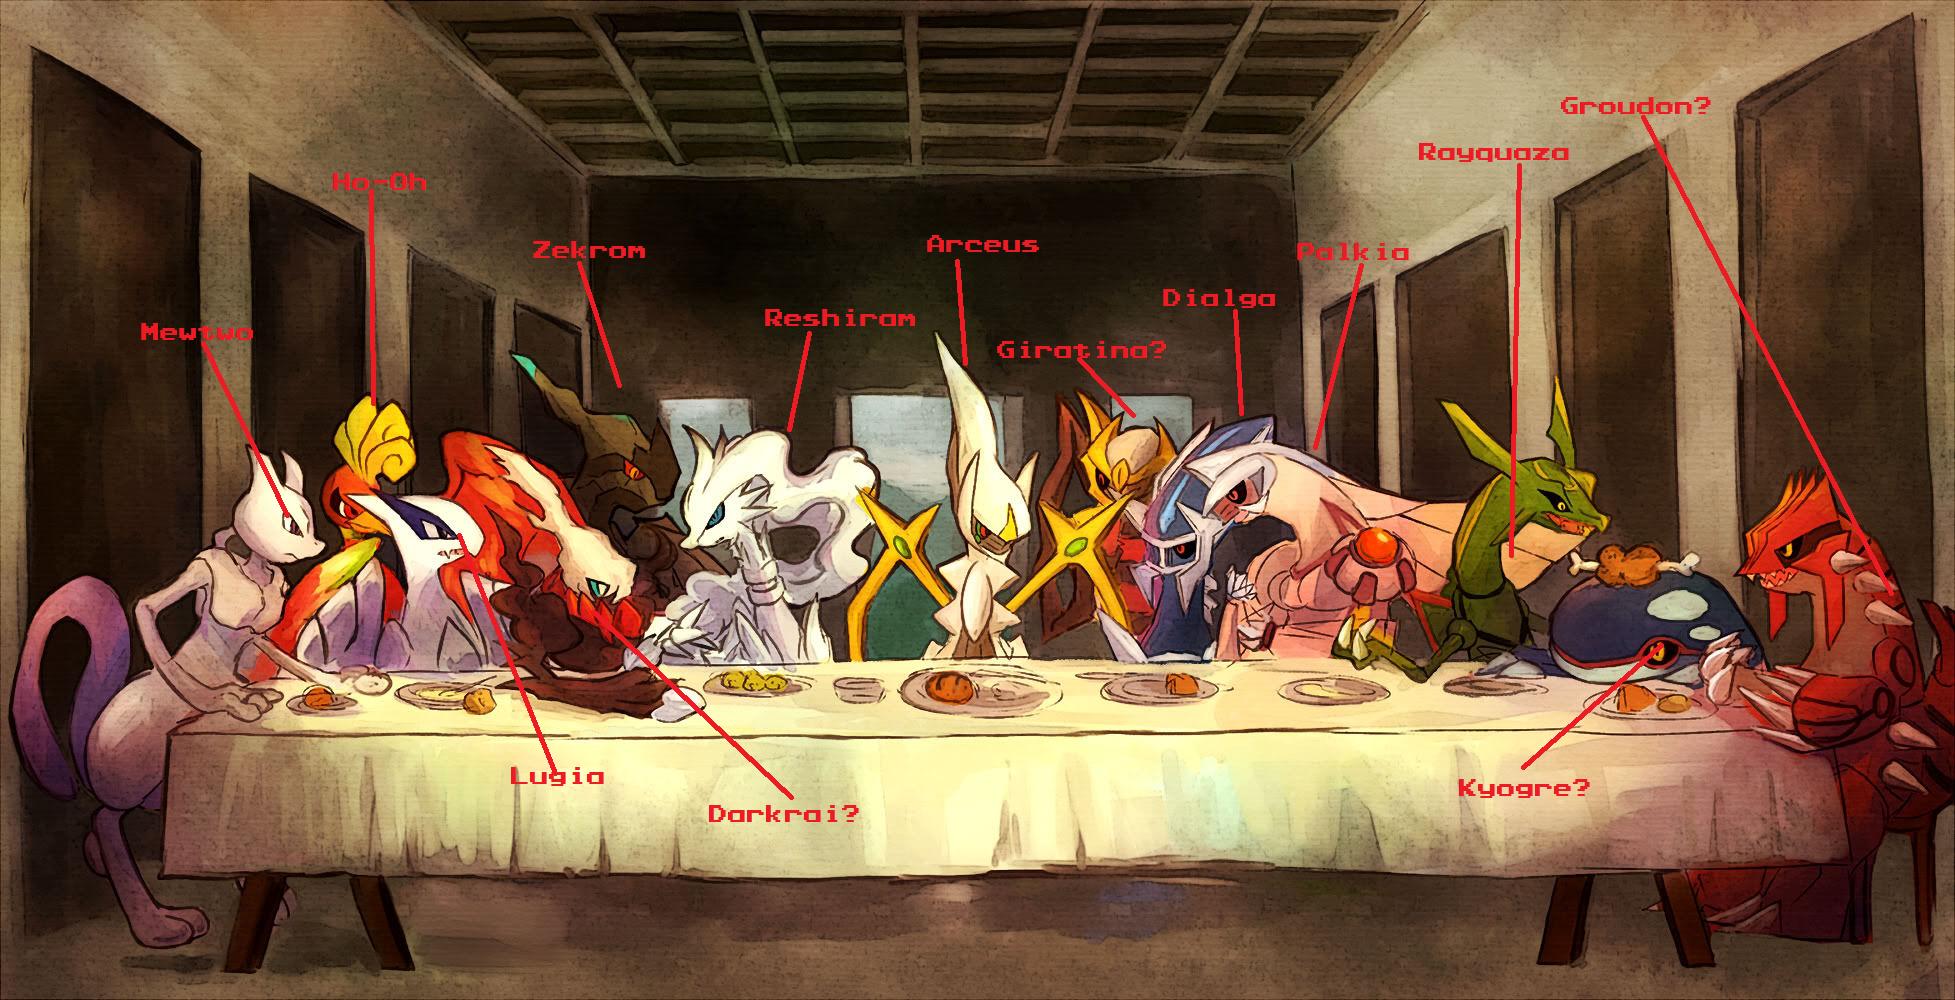 Groudon?
Rayquaza
Ho-Oh
Zekrom
Arceus
Palkia
Dialga
Reshiram
Mewtwo
Giratina?
Lugia
Kyogre?
Darkrai?